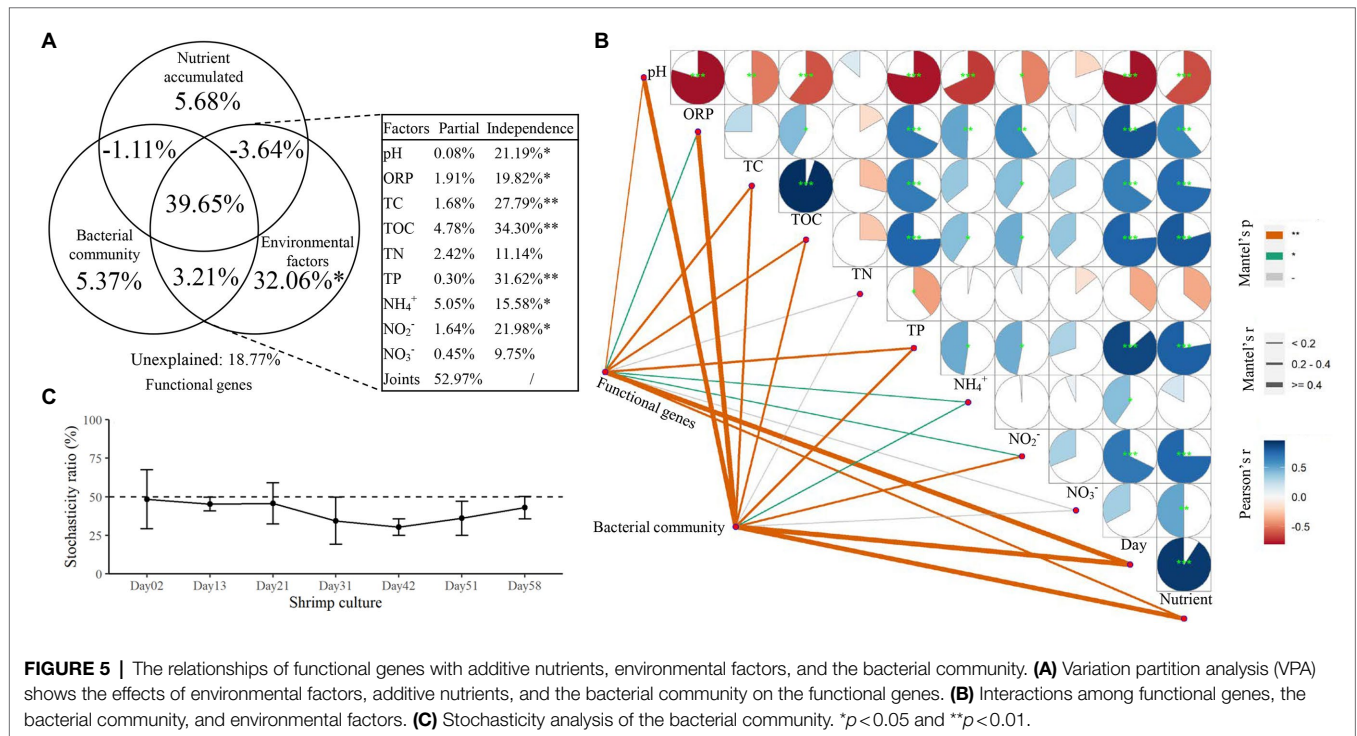 A
Nutrient
accumulated
5.68%
-1.11%
-3.64%
39.65%
Bacterial
community
5.37%
3.21%
Environmental
factors
32.06%*
Unexplained: 18.77%
Functional genes
Factors Partial Independence
pH 0.08% 21.19%*
ORP 1.91% 19.82%*
TC 1.68% 27.79%**
TOC 4.78% 34.30%**
TN 2.42% 11.14%
TP 0.30% 31.62%**
NH₄⁺ 5.05% 15.58%*
NO₂⁻ 1.64% 21.98%*
NO₃⁻ 0.45% 9.75%
Joints 52.97% /
B
pH
ORP
TC
TOC
TN
TP
NH₄⁺
NO₂⁻
NO₃⁻
Day
Nutrient
Functional genes
Bacterial community
Mantel's p
**
*
-
Mantel's r
< 0.2
0.2 - 0.4
>= 0.4
Pearson's r
0.5
0.0
-0.5
C
Stochasticity ratio (%)
100
75
50
25
0
Day02 Day13 Day21 Day31 Day42 Day51 Day58
Shrimp culture
FIGURE 5 | The relationships of functional genes with additive nutrients, environmental factors, and the bacterial community. (A) Variation partition analysis (VPA)
shows the effects of environmental factors, additive nutrients, and the bacterial community on the functional genes. (B) Interactions among functional genes, the
bacterial community, and environmental factors. (C) Stochasticity analysis of the bacterial community. *p<0.05 and **p<0.01.